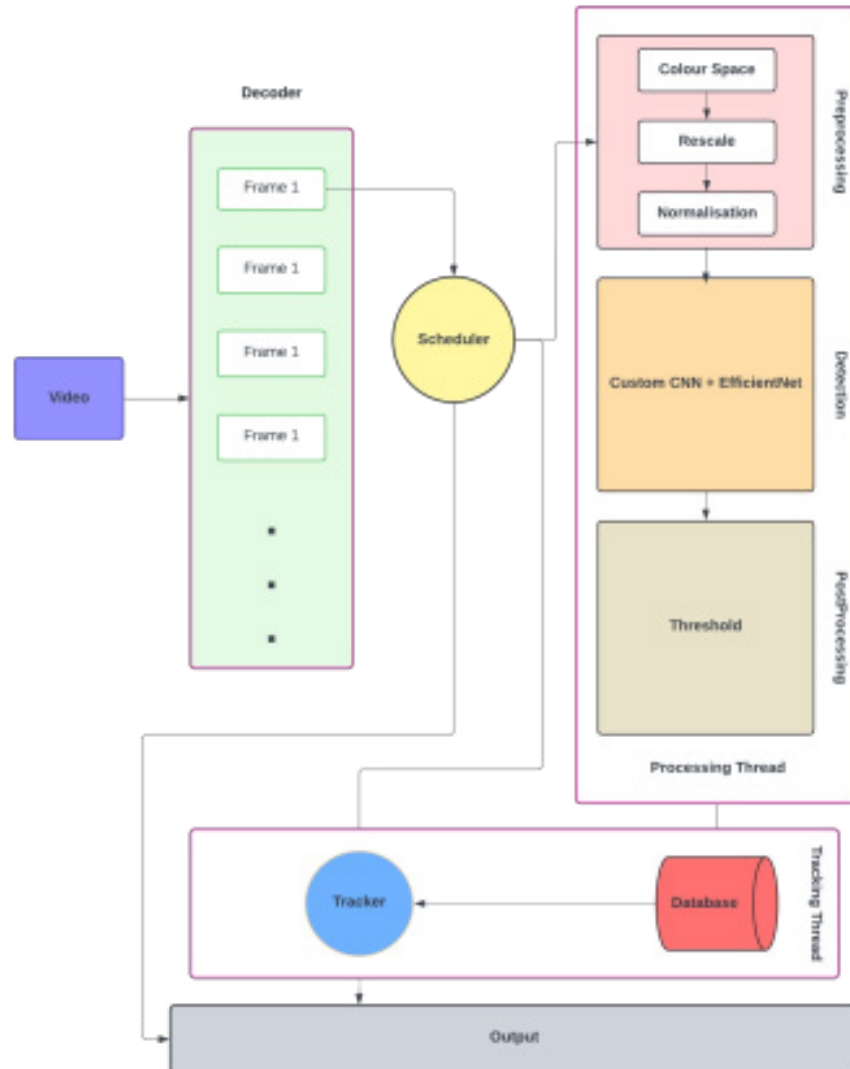 Decoder
Frame 1
Frame 1
Frame 1
Frame 1
Video
Scheduler
Colour Space
Rescale
Normalisation
Preprocessing
Custom CNN + EfficientNet
Detection
Threshold
PostProcessing
Processing Thread
Tracker
Database
Tracking Thread
Output